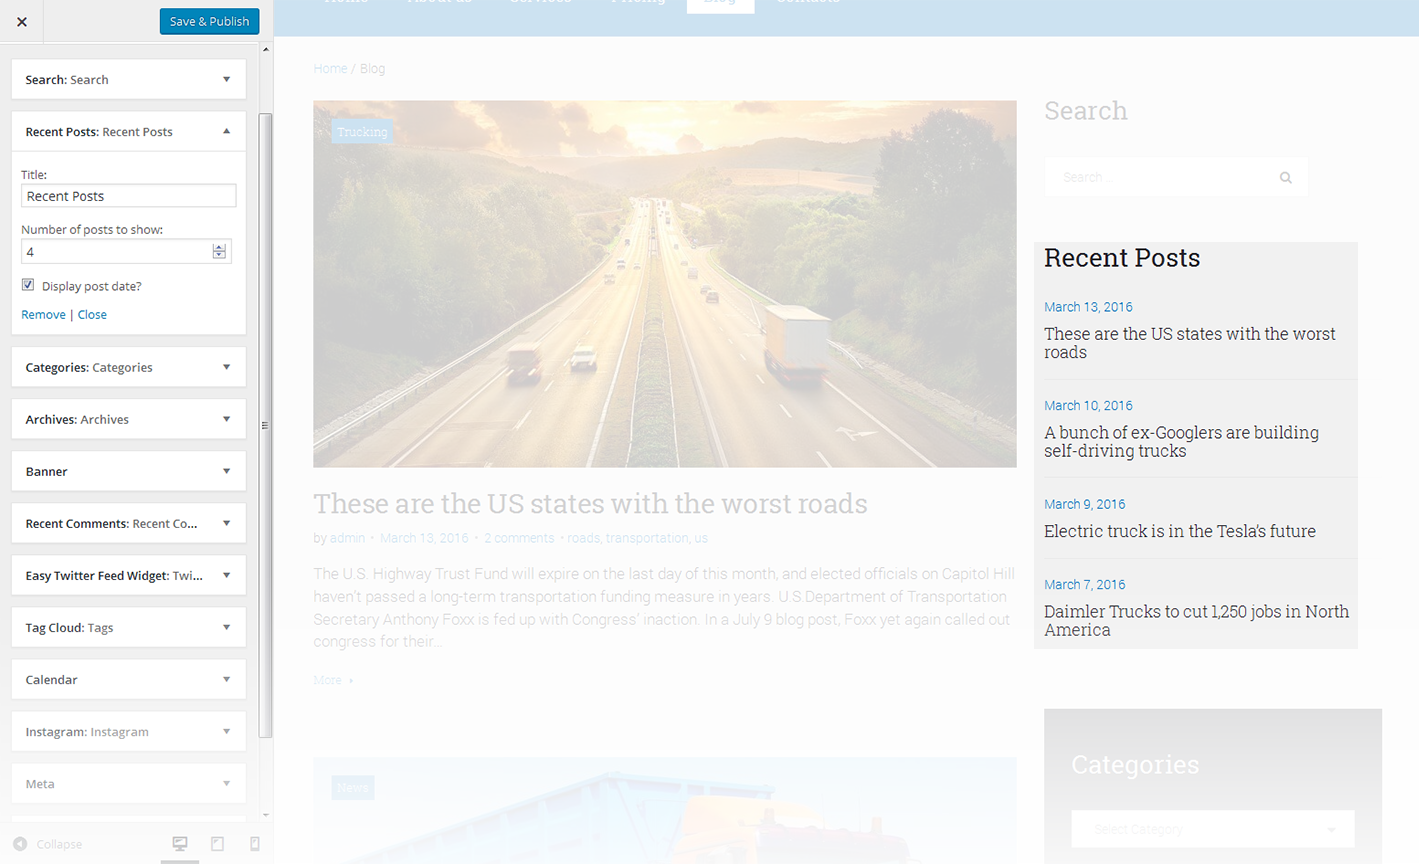 Save & Publish
Search: Search
Recent Posts: Recent Posts
Title:
Recent Posts
Number of posts to show:
4
Display post date?
Remove | Close
Categories: Categories
Archives: Archives
Banner
Recent Comments: Recent Co...
Easy Twitter Feed Widget: Twi...
Tag Cloud: Tags
Calendar
Instagram: Instagram
Meta
Collapse
Home About us Services Pricing Blog Contacts
Home / Blog
Trucking
These are the US states with the worst roads
by admin • March 13, 2016 • 2 comments • roads, transportation, us
The U.S. Highway Trust Fund will expire on the last day of this month, and elected officials on Capitol Hill
haven't passed a long-term transportation funding measure in years. U.S.Department of Transportation
Secretary Anthony Foxx is fed up with Congress' inaction. In a July 9 blog post, Foxx yet again called out
congress for their...
More
News
Search
Search...
Recent Posts
March 13, 2016
These are the US states with the worst
roads
March 10, 2016
A bunch of ex-Googlers are building
self-driving trucks
March 9, 2016
Electric truck is in the Tesla's future
March 7, 2016
Daimler Trucks to cut 1,250 jobs in North
America
Categories
Select Category